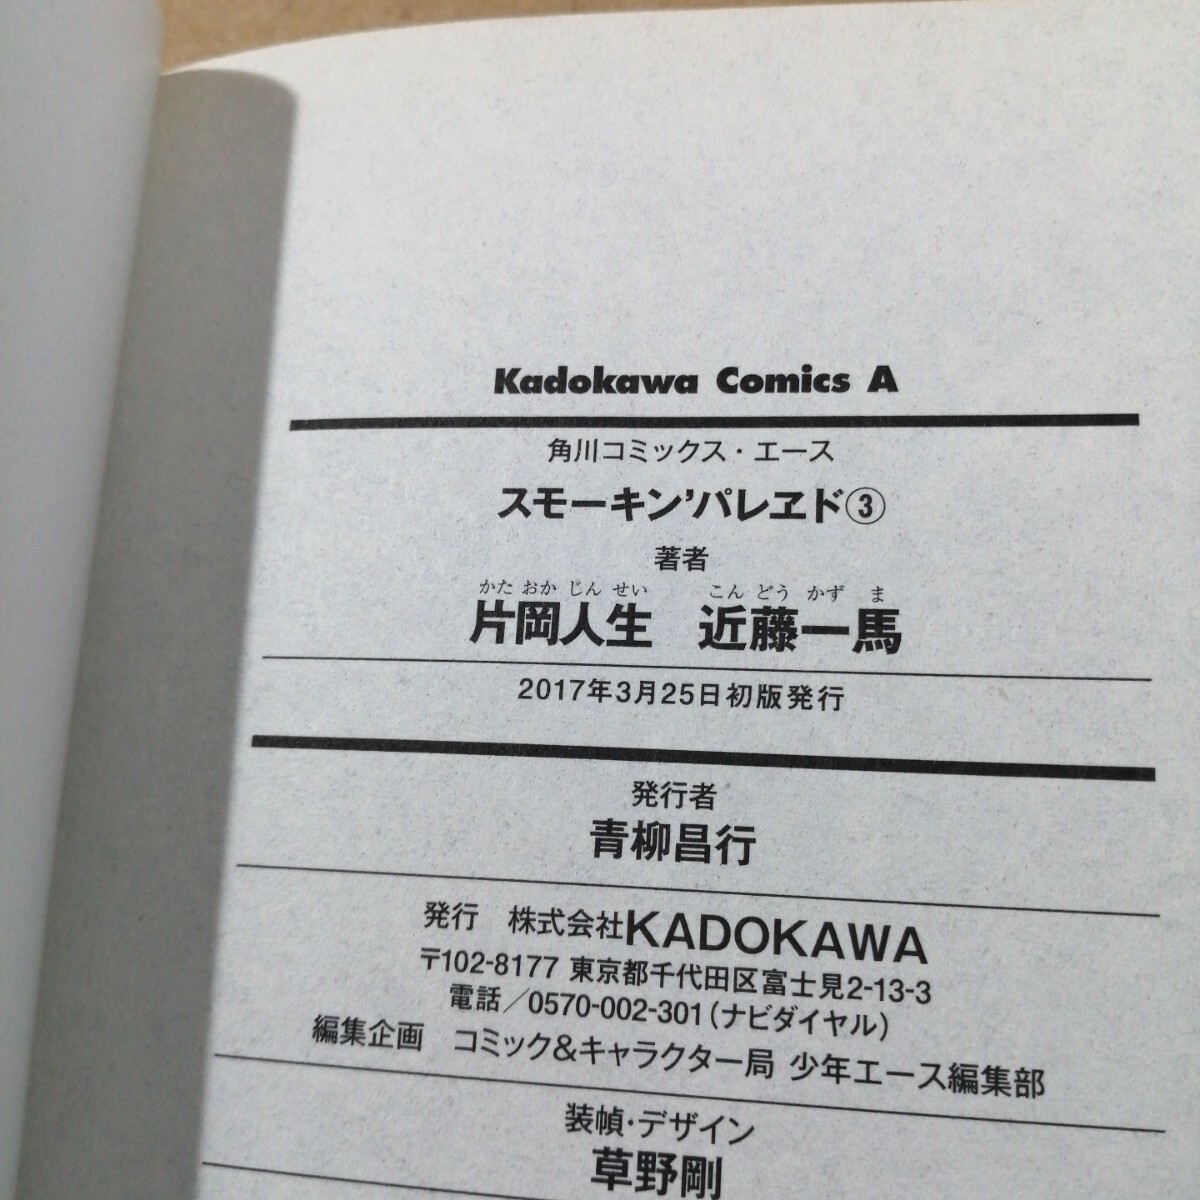 Kadokawa Comics A
角川コミックス・エース
スモーキン'パレヱド③
著者
かた おか じん せい　こん どう かず ま
片岡人生　近藤一馬
2017年3月25日初版発行
発行者
青柳昌行
発行　株式会社KADOKAWA
〒102-8177 東京都千代田区富士見2-13-3
電話／0570-002-301（ナビダイヤル）
編集企画　コミック&キャラクター局 少年エース編集部
装幀・デザイン
草野剛